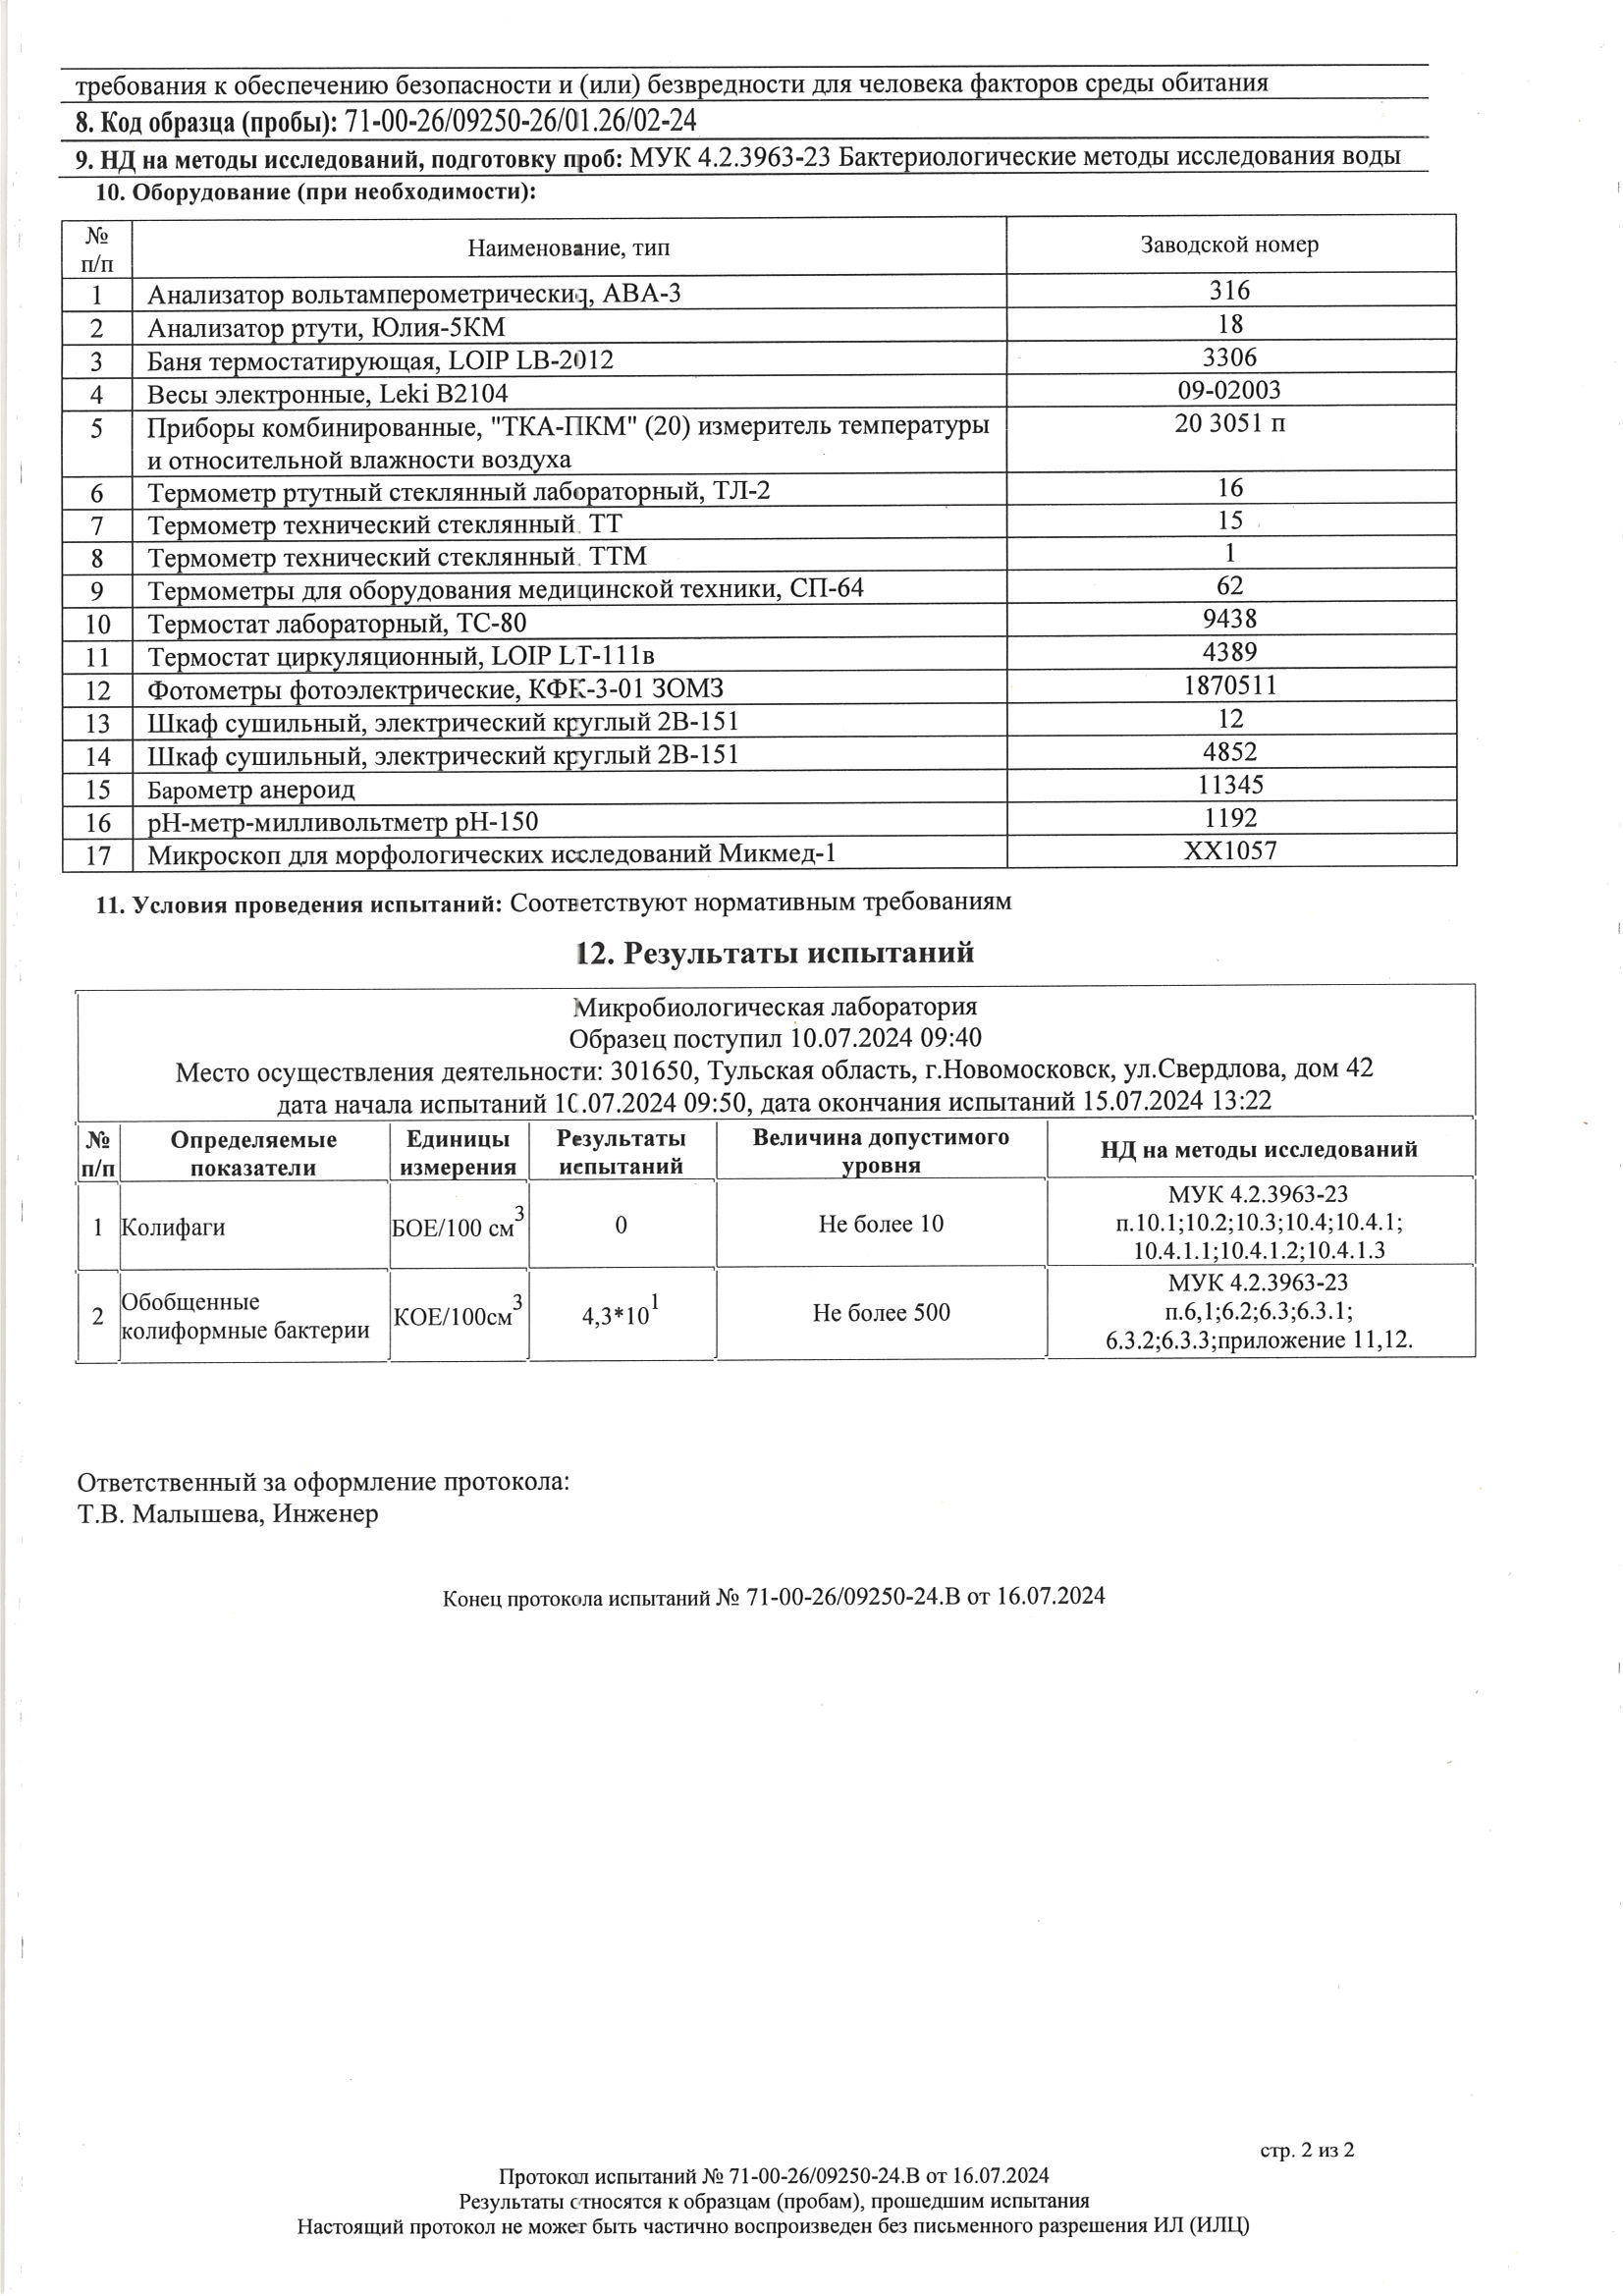 требования к обеспечению безопасности и (или) безвредности для человека факторов среды обитания
8. Код образца (пробы): 71-00-26/09250-26/01.26/02-24
9. НД на методы исследований, подготовку проб: МУК 4.2.3963-23 Бактериологические методы исследования воды
10. Оборудование (при необходимости):
№ п/п Наименование, тип Заводской номер
1 Анализатор вольтамперометрический, АВА-3 316
2 Анализатор ртути, Юлия-5КМ 18
3 Баня термостатирующая, LOIP LB-2012 3306
4 Весы электронные, Leki B2104 09-02003
5 Приборы комбинированные, "ТКА-ПКМ" (20) измеритель температуры 20 3051 п
и относительной влажности воздуха
6 Термометр ртутный стеклянный лабораторный, ТЛ-2 16
7 Термометр технический стеклянный. ТТ 15
8 Термометр технический стеклянный. ТТМ 1
9 Термометры для оборудования медицинской техники, СП-64 62
10 Термостат лабораторный, ТС-80 9438
11 Термостат циркуляционный, LOIP LT-111в 4389
12 Фотометры фотоэлектрические, КФК-3-01 ЗОМЗ 1870511
13 Шкаф сушильный, электрический круглый 2В-151 12
14 Шкаф сушильный, электрический круглый 2В-151 4852
15 Барометр анероид 11345
16 рН-метр-милливольтметр рН-150 1192
17 Микроскоп для морфологических исследований Микмед-1 XX1057
11. Условия проведения испытаний: Соответствуют нормативным требованиям
12. Результаты испытаний
Микробиологическая лаборатория
Образец поступил 10.07.2024 09:40
Место осуществления деятельности: 301650, Тульская область, г.Новомосковск, ул.Свердлова, дом 42
дата начала испытаний 10.07.2024 09:50, дата окончания испытаний 15.07.2024 13:22
№ п/п Определяемые показатели Единицы измерения Результаты испытаний Величина допустимого уровня НД на методы исследований
1 Колифаги БОЕ/100 см³ 0 Не более 10 МУК 4.2.3963-23
п.10.1;10.2;10.3;10.4;10.4.1;
10.4.1.1;10.4.1.2;10.4.1.3
2 Обобщенные колиформные бактерии КОЕ/100см³ 4,3*10¹ Не более 500 МУК 4.2.3963-23
п.6,1;6.2;6.3;6.3.1;
6.3.2;6.3.3;приложение 11,12.
Ответственный за оформление протокола:
Т.В. Малышева, Инженер
Конец протокола испытаний № 71-00-26/09250-24.В от 16.07.2024
стр. 2 из 2
Протокол испытаний № 71-00-26/09250-24.В от 16.07.2024
Результаты относятся к образцам (пробам), прошедшим испытания
Настоящий протокол не может быть частично воспроизведен без письменного разрешения ИЛ (ИЛЦ)